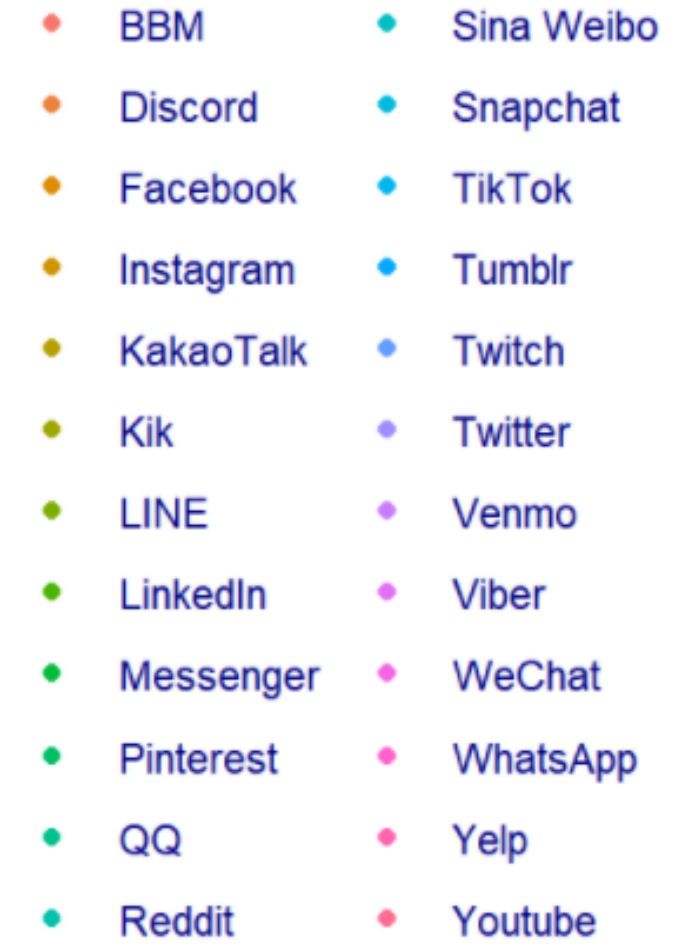 BBM
Discord
Facebook
Instagram
KakaoTalk
Kik
LINE
LinkedIn
Messenger
Pinterest
QQ
Reddit
Sina Weibo
Snapchat
TikTok
Tumblr
Twitch
Twitter
Venmo
Viber
WeChat
WhatsApp
Yelp
Youtube